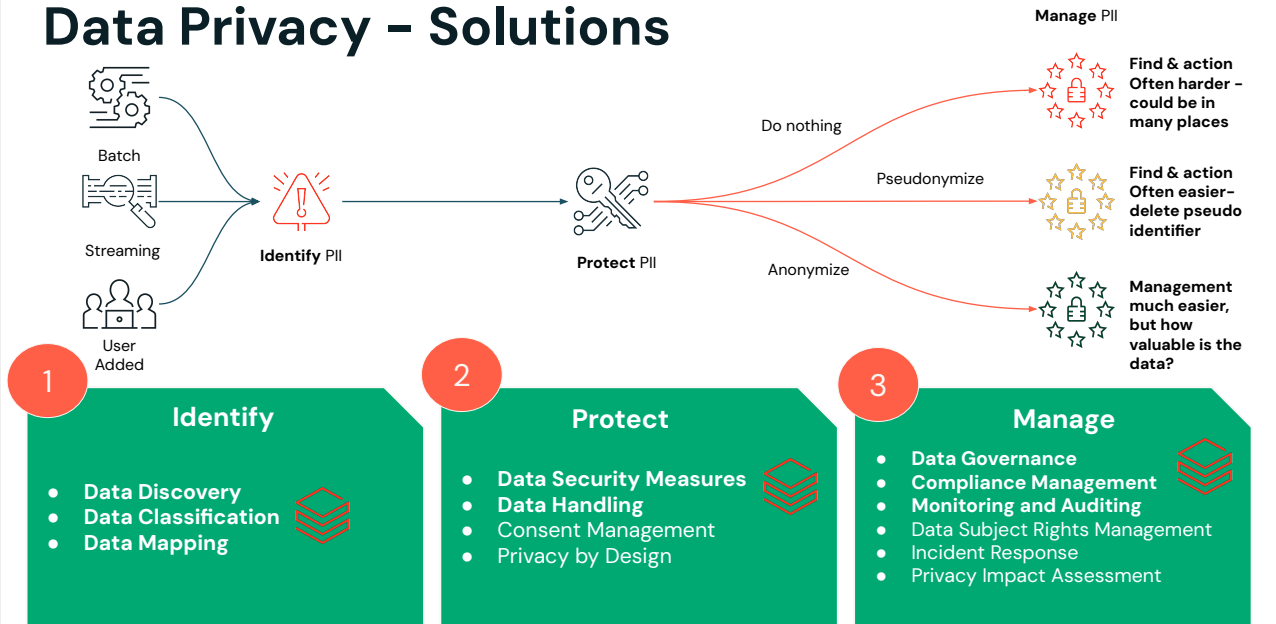 Data Privacy - Solutions
Manage PII
Batch
Streaming
User
Added
Identify PII
Protect PII
Do nothing
Pseudonymize
Anonymize
Find & action
Often harder -
could be in
many places
Find & action
Often easier-
delete pseudo
identifier
Management
much easier,
but how
valuable is the
data?
1
Identify
● Data Discovery
● Data Classification
● Data Mapping
2
Protect
● Data Security Measures
● Data Handling
● Consent Management
● Privacy by Design
3
Manage
● Data Governance
● Compliance Management
● Monitoring and Auditing
● Data Subject Rights Management
● Incident Response
● Privacy Impact Assessment